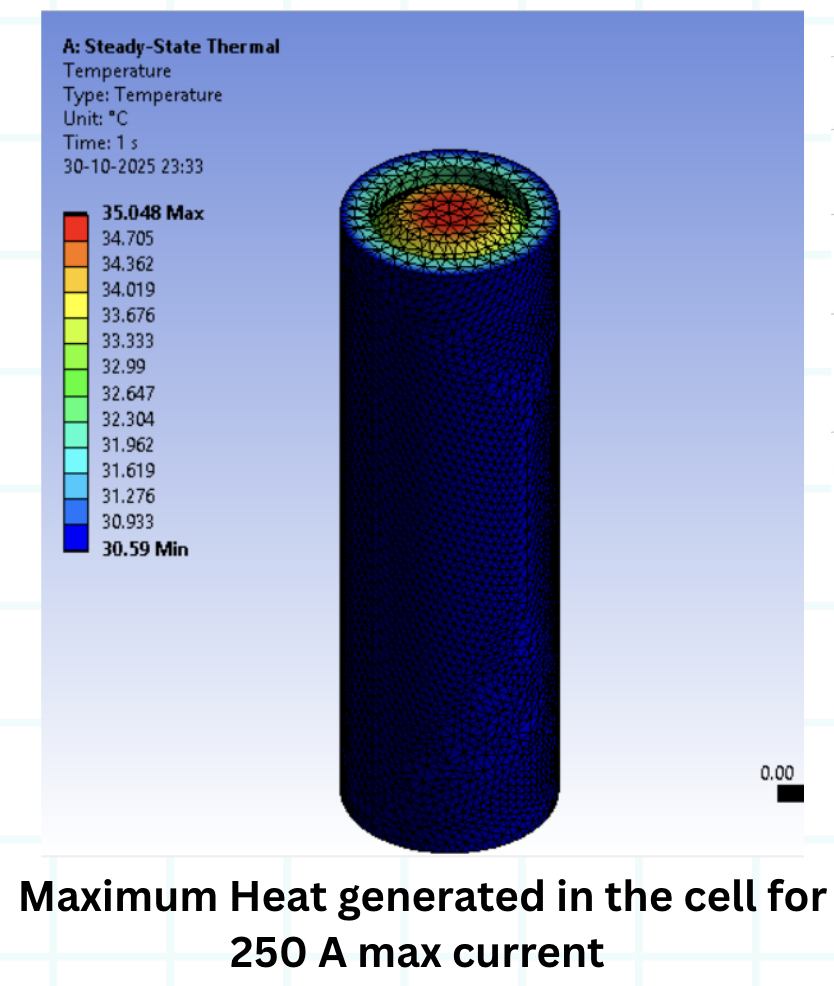 A: Steady-State Thermal
Temperature
Type: Temperature
Unit: °C
Time: 1 s
30-10-2025 23:33
35.048 Max
34.705
34.362
34.019
33.676
33.333
32.99
32.647
32.304
31.962
31.619
31.276
30.933
30.59 Min
0.00
Maximum Heat generated in the cell for
250 A max current